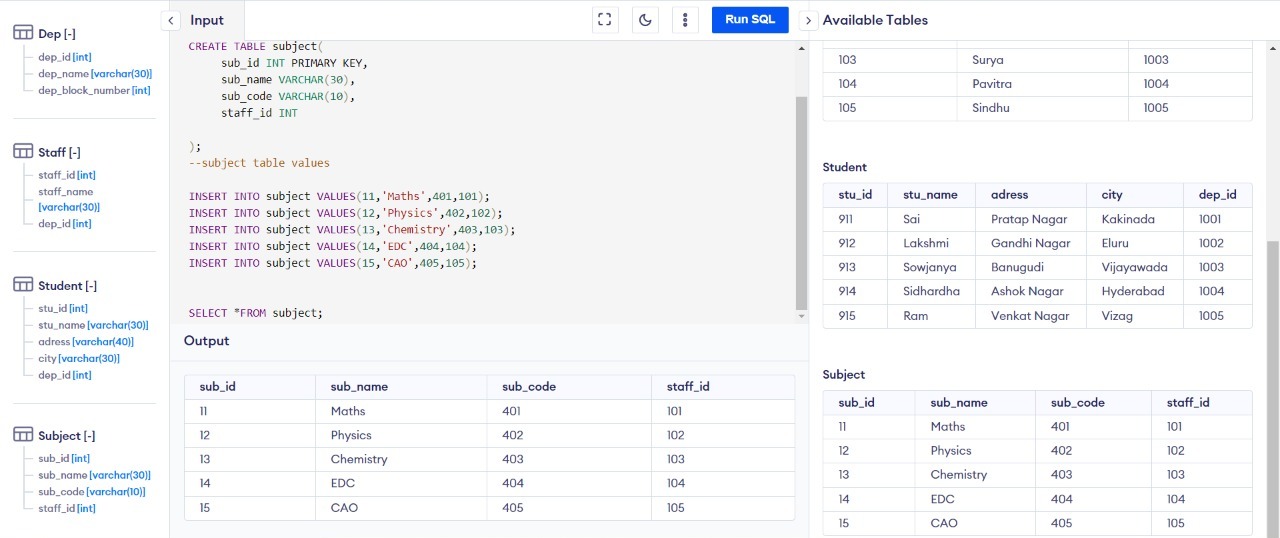 Dep [-]
dep_id [int]
dep_name [varchar(30)]
dep_block_number [int]
Staff [-]
staff_id [int]
staff_name
[varchar(30)]
dep_id [int]
Student [-]
stu_id [int]
stu_name [varchar(30)]
adress [varchar(40)]
city [varchar(30)]
dep_id [int]
Subject [-]
sub_id [int]
sub_name [varchar(30)]
sub_code [varchar(10)]
staff_id [int]
Input
Run SQL
CREATE TABLE subject(
sub_id INT PRIMARY KEY,
sub_name VARCHAR(30),
sub_code VARCHAR(10),
staff_id INT
);
--subject table values
INSERT INTO subject VALUES(11,'Maths',401,101);
INSERT INTO subject VALUES(12,'Physics',402,102);
INSERT INTO subject VALUES(13,'Chemistry',403,103);
INSERT INTO subject VALUES(14,'EDC',404,104);
INSERT INTO subject VALUES(15,'CAO',405,105);
SELECT *FROM subject;
Output
sub_id sub_name sub_code staff_id
11 Maths 401 101
12 Physics 402 102
13 Chemistry 403 103
14 EDC 404 104
15 CAO 405 105
Available Tables
103 Surya 1003
104 Pavitra 1004
105 Sindhu 1005
Student
stu_id stu_name adress city dep_id
911 Sai Pratap Nagar Kakinada 1001
912 Lakshmi Gandhi Nagar Eluru 1002
913 Sowjanya Banugudi Vijayawada 1003
914 Sidhardha Ashok Nagar Hyderabad 1004
915 Ram Venkat Nagar Vizag 1005
Subject
sub_id sub_name sub_code staff_id
11 Maths 401 101
12 Physics 402 102
13 Chemistry 403 103
14 EDC 404 104
15 CAO 405 105